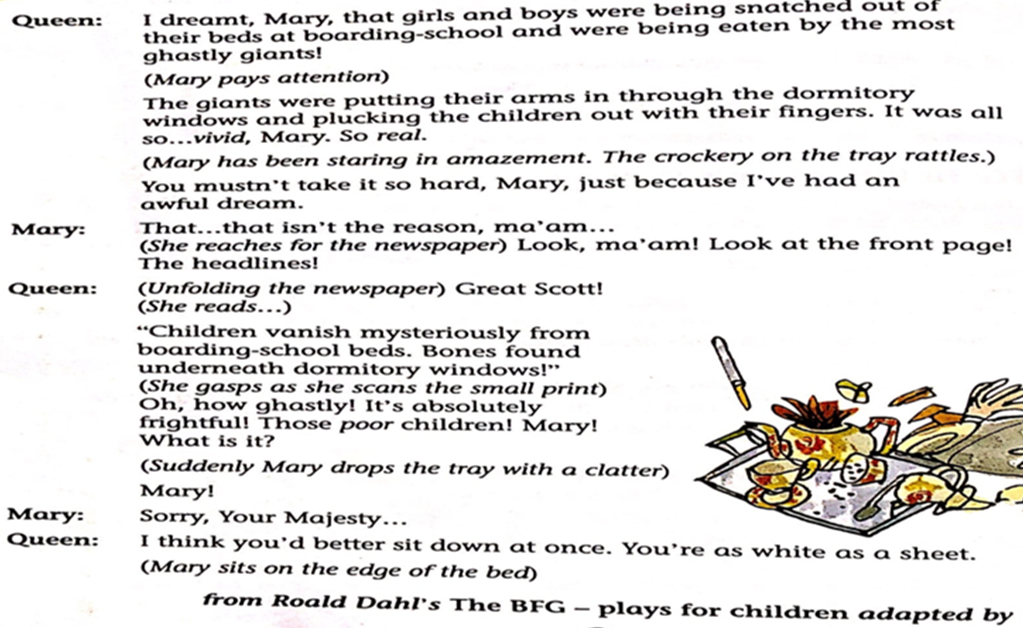 Queen: I dreamt, Mary, that girls and boys were being snatched out of
their beds at boarding-school and were being eaten by the most
ghastly giants!
(Mary pays attention)
The giants were putting their arms in through the dormitory
windows and plucking the children out with their fingers. It was all
so...vivid, Mary. So real.
(Mary has been staring in amazement. The crockery on the tray rattles.)
You mustn't take it so hard, Mary, just because I've had an
awful dream.
Mary: That...that isn't the reason, ma'am...
(She reaches for the newspaper) Look, ma'am! Look at the front page!
The headlines!
Queen: (Unfolding the newspaper) Great Scott!
(She reads...)
"Children vanish mysteriously from
boarding-school beds. Bones found
underneath dormitory windows!"
(She gasps as she scans the small print)
Oh, how ghastly! It's absolutely
frightful! Those poor children! Mary!
What is it?
(Suddenly Mary drops the tray with a clatter)
Mary!
Mary: Sorry, Your Majesty...
Queen: I think you'd better sit down at once. You're as white as a sheet.
(Mary sits on the edge of the bed)
from Roald Dahl's The BFG – plays for children adapted by